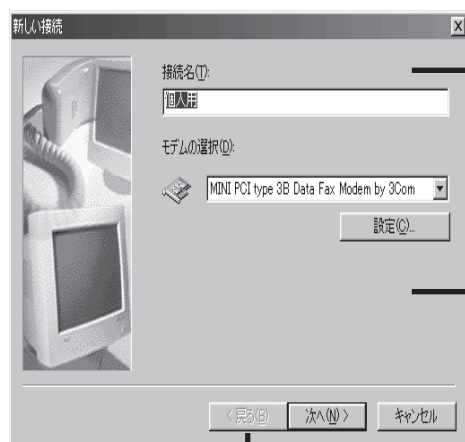 新しい接続
接続名(T):
個人用
モデムの選択(D):
MINI PCI type 3B Data Fax Modem by 3Com
設定(C)...
< 戻る(B)
次へ(N) >
キャンセル